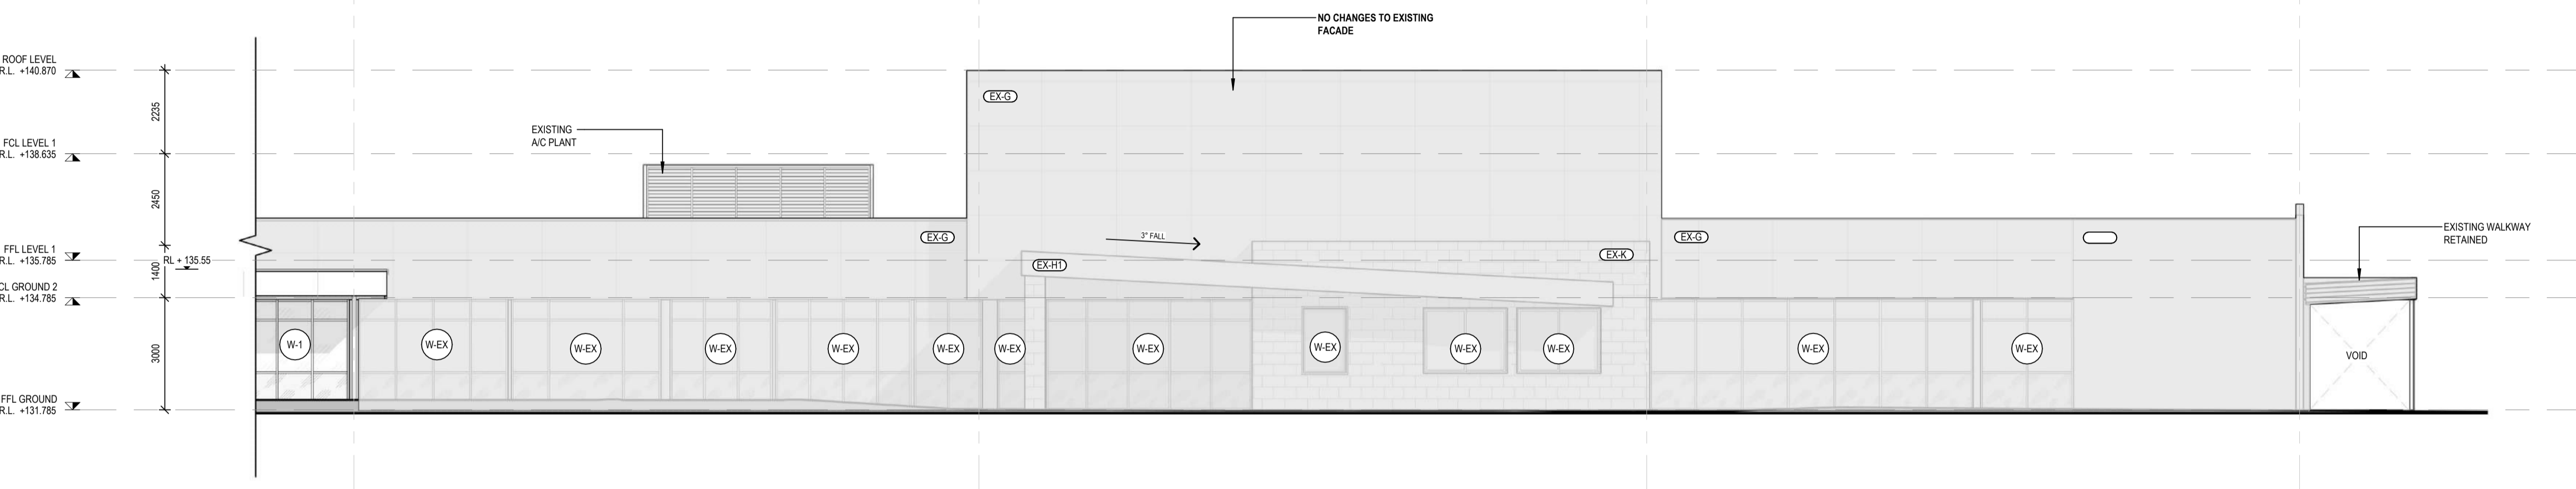 NO CHANGES TO EXISTING
FACADE
ROOF LEVEL
R.L. +140.870
2235
EX-G
EXISTING
A/C PLANT
FCL LEVEL 1
R.L. +138.635
2450
EX-G
3° FALL
EX-G
EX-K
EXISTING WALKWAY
RETAINED
FFL LEVEL 1
R.L. +135.785
RL + 135.55
1400
EX-H1
CL GROUND 2
R.L. +134.785
3000
W-1
W-EX
W-EX
W-EX
W-EX
W-EX
W-EX
W-EX
W-EX
W-EX
W-EX
W-EX
W-EX
VOID
FFL GROUND
R.L. +131.785